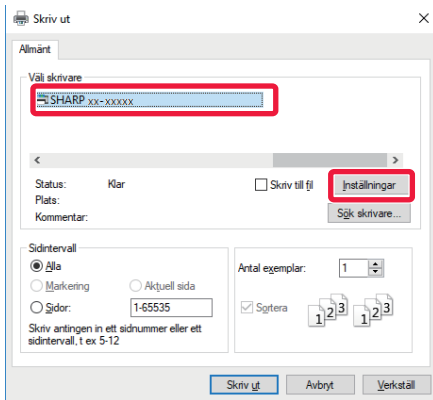 Skriv ut
Allmänt
Välj skrivare
SHARP xx-xxxxx
Status: Klar
Skriv till fil
Inställningar
Plats:
Kommentar:
Sök skrivare...
Sidintervall
Alla
Markering
Aktuell sida
Sidor: 1-65535
Skriv antingen in ett sidnummer eller ett
sidintervall, t ex 5-12
Antal exemplar: 1
Sortera
1 2 3 1 2 3
Skriv ut
Avbryt
Verkställ